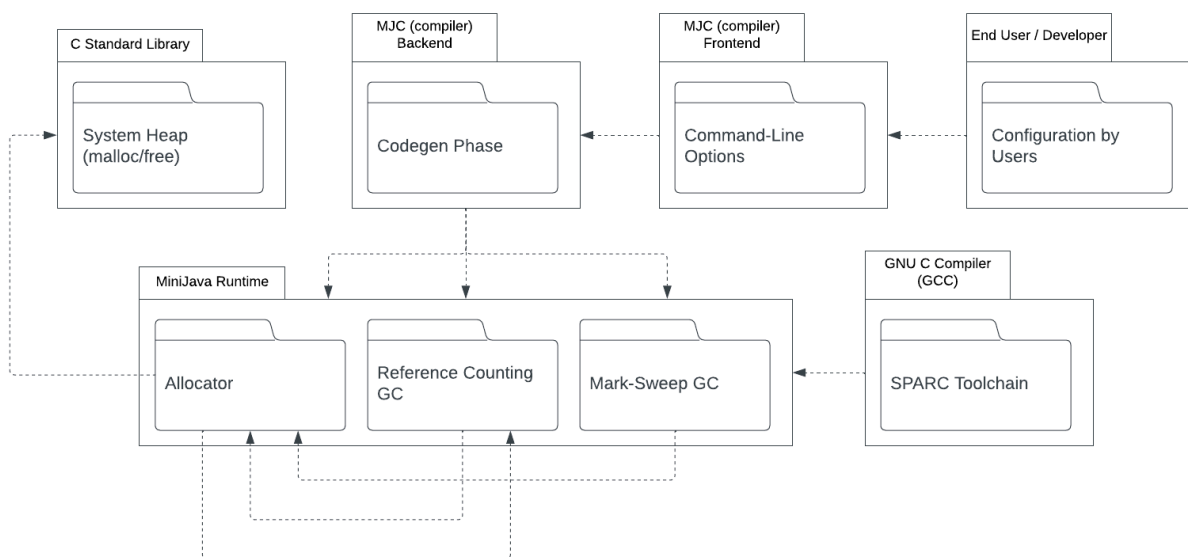 C Standard Library
System Heap
(malloc/free)
MJC (compiler)
Backend
Codegen Phase
MJC (compiler)
Frontend
Command-Line
Options
End User / Developer
Configuration by
Users
MiniJava Runtime
Allocator
Reference Counting
GC
Mark-Sweep GC
GNU C Compiler
(GCC)
SPARC Toolchain